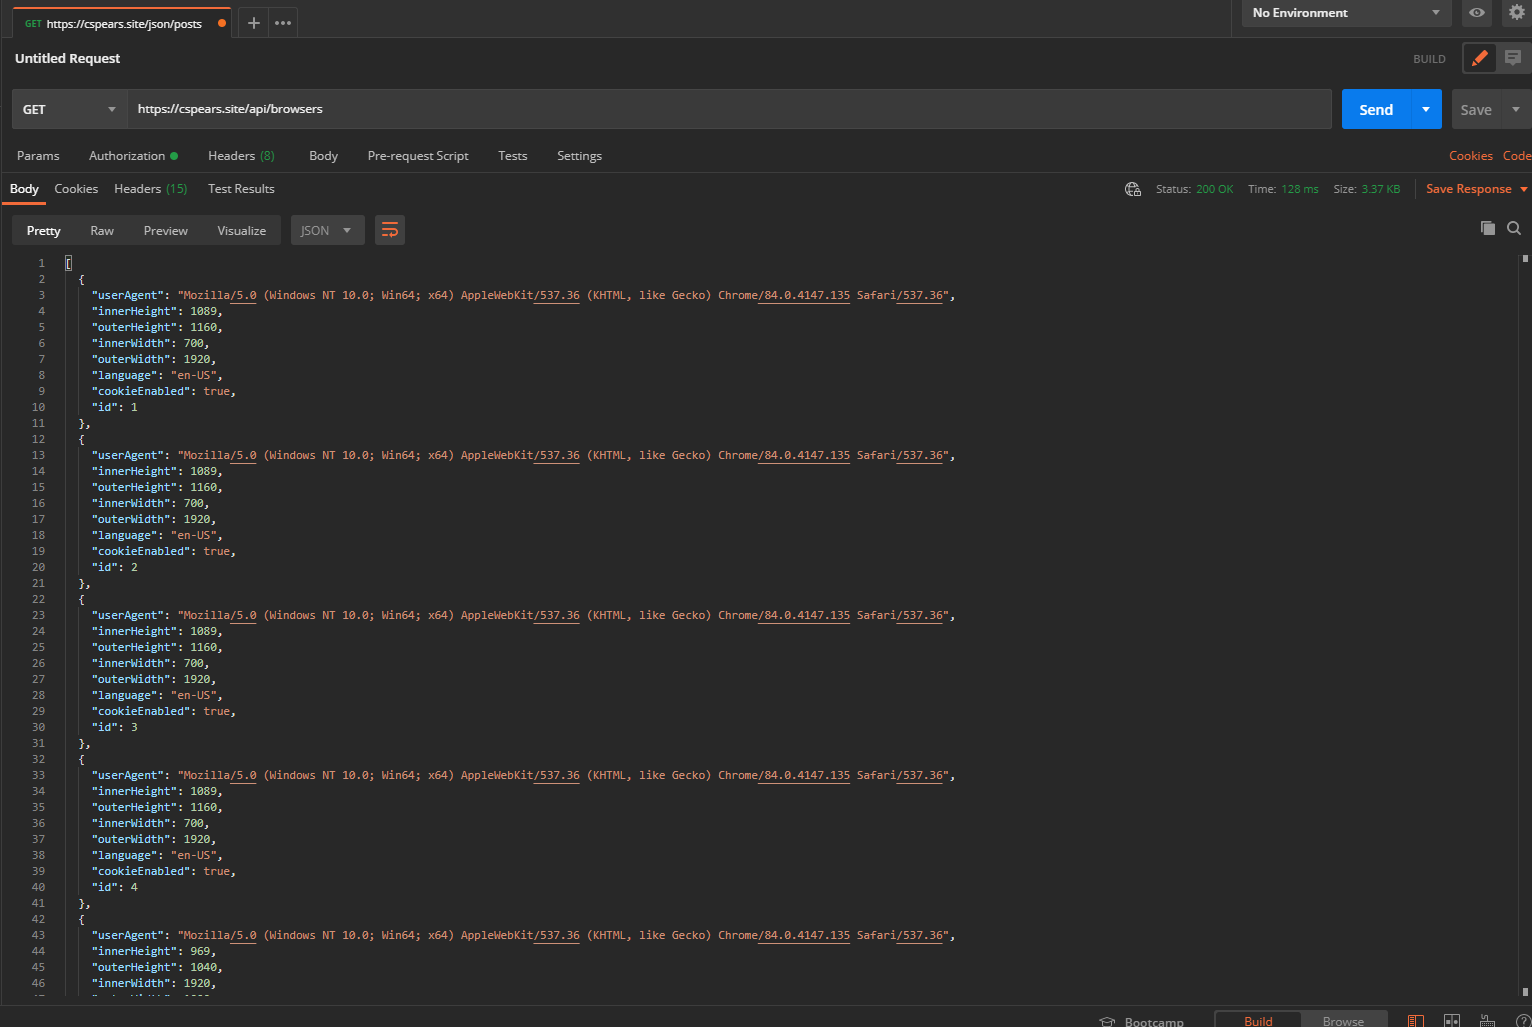 GET https://cspears.site/json/posts
No Environment
Untitled Request
BUILD
GET https://cspears.site/api/browsers Send Save
Params Authorization Headers (8) Body Pre-request Script Tests Settings Cookies Code
Body Cookies Headers (15) Test Results Status: 200 OK Time: 128 ms Size: 3.37 KB Save Response
Pretty Raw Preview Visualize JSON
1 [
2 {
3 "userAgent": "Mozilla/5.0 (Windows NT 10.0; Win64; x64) AppleWebKit/537.36 (KHTML, like Gecko) Chrome/84.0.4147.135 Safari/537.36",
4 "innerHeight": 1089,
5 "outerHeight": 1160,
6 "innerWidth": 700,
7 "outerWidth": 1920,
8 "language": "en-US",
9 "cookieEnabled": true,
10 "id": 1
11 },
12 {
13 "userAgent": "Mozilla/5.0 (Windows NT 10.0; Win64; x64) AppleWebKit/537.36 (KHTML, like Gecko) Chrome/84.0.4147.135 Safari/537.36",
14 "innerHeight": 1089,
15 "outerHeight": 1160,
16 "innerWidth": 700,
17 "outerWidth": 1920,
18 "language": "en-US",
19 "cookieEnabled": true,
20 "id": 2
21 },
22 {
23 "userAgent": "Mozilla/5.0 (Windows NT 10.0; Win64; x64) AppleWebKit/537.36 (KHTML, like Gecko) Chrome/84.0.4147.135 Safari/537.36",
24 "innerHeight": 1089,
25 "outerHeight": 1160,
26 "innerWidth": 700,
27 "outerWidth": 1920,
28 "language": "en-US",
29 "cookieEnabled": true,
30 "id": 3
31 },
32 {
33 "userAgent": "Mozilla/5.0 (Windows NT 10.0; Win64; x64) AppleWebKit/537.36 (KHTML, like Gecko) Chrome/84.0.4147.135 Safari/537.36",
34 "innerHeight": 1089,
35 "outerHeight": 1160,
36 "innerWidth": 700,
37 "outerWidth": 1920,
38 "language": "en-US",
39 "cookieEnabled": true,
40 "id": 4
41 },
42 {
43 "userAgent": "Mozilla/5.0 (Windows NT 10.0; Win64; x64) AppleWebKit/537.36 (KHTML, like Gecko) Chrome/84.0.4147.135 Safari/537.36",
44 "innerHeight": 969,
45 "outerHeight": 1040,
46 "innerWidth": 1920,
Bootcamp Build Browse